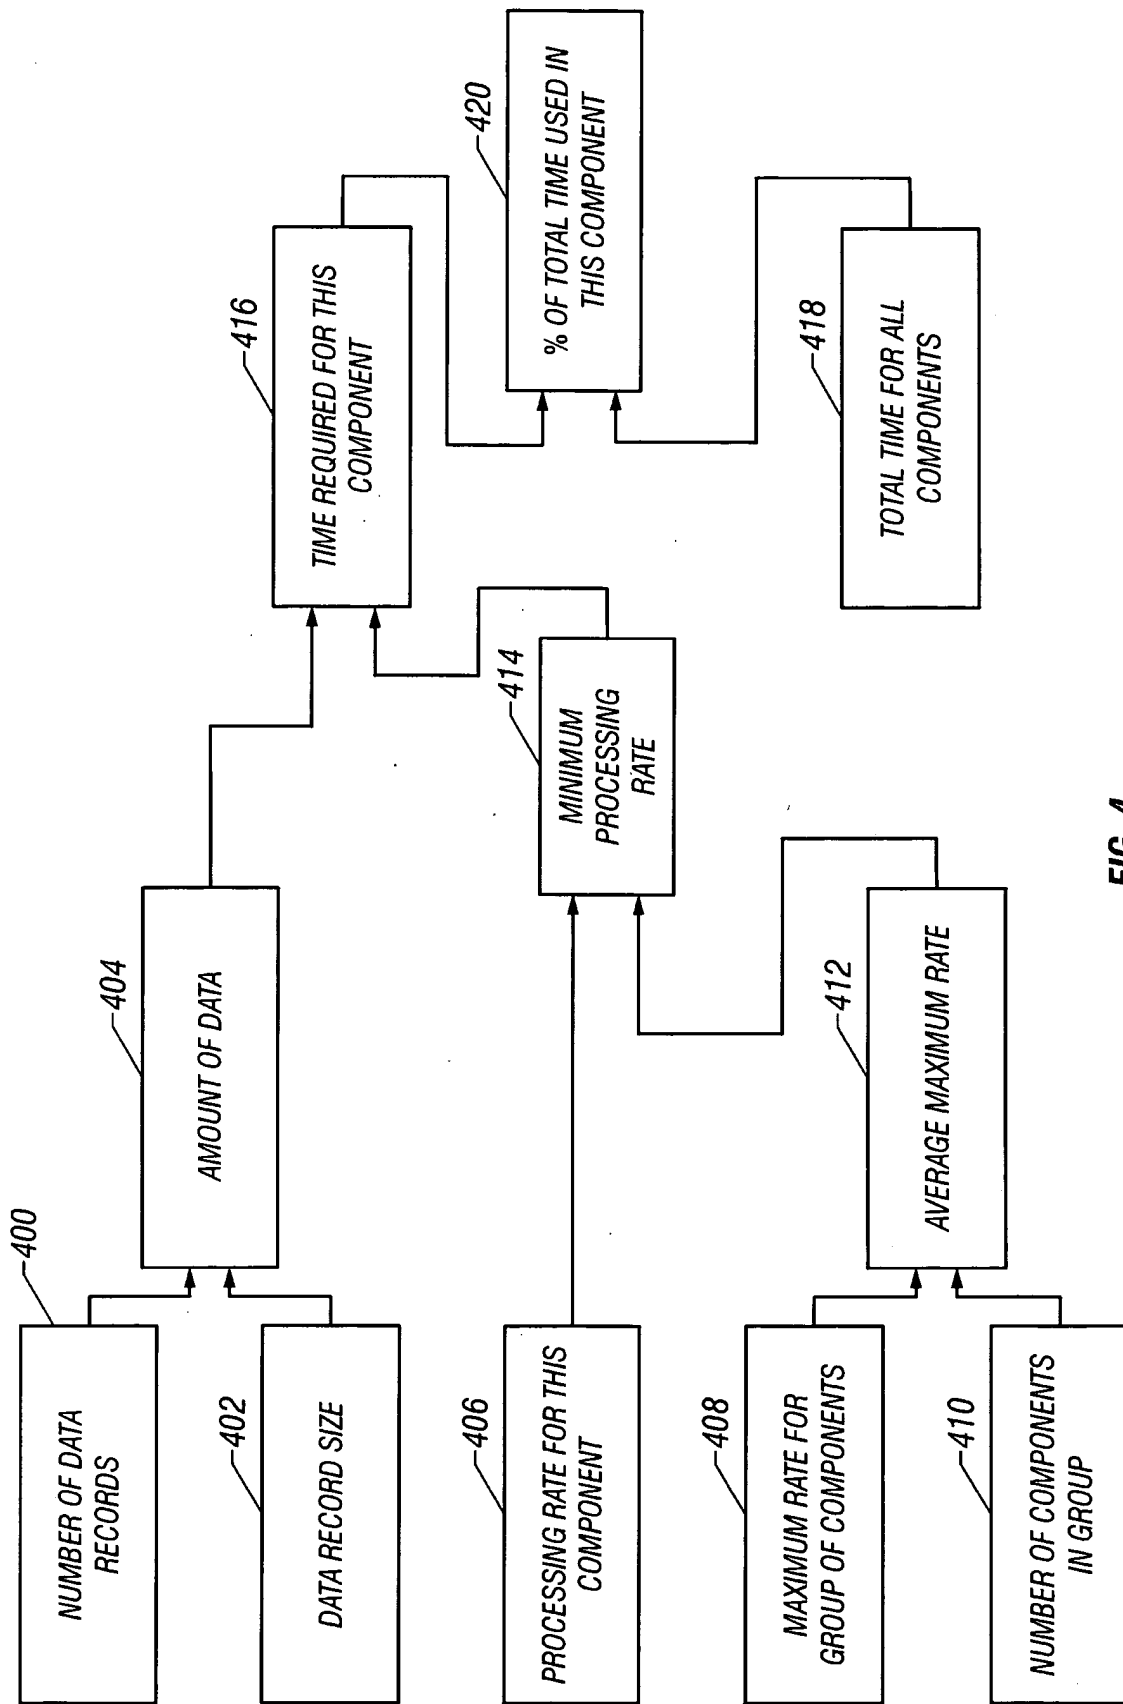 400
NUMBER OF DATA
RECORDS
402
DATA RECORD SIZE
404
AMOUNT OF DATA
406
PROCESSING RATE FOR THIS
COMPONENT
408
MAXIMUM RATE FOR
GROUP OF COMPONENTS
410
NUMBER OF COMPONENTS
IN GROUP
412
AVERAGE MAXIMUM RATE
414
MINIMUM
PROCESSING
RATE
416
TIME REQUIRED FOR THIS
COMPONENT
418
TOTAL TIME FOR ALL
COMPONENTS
420
% OF TOTAL TIME USED IN
THIS COMPONENT
FIG. 4